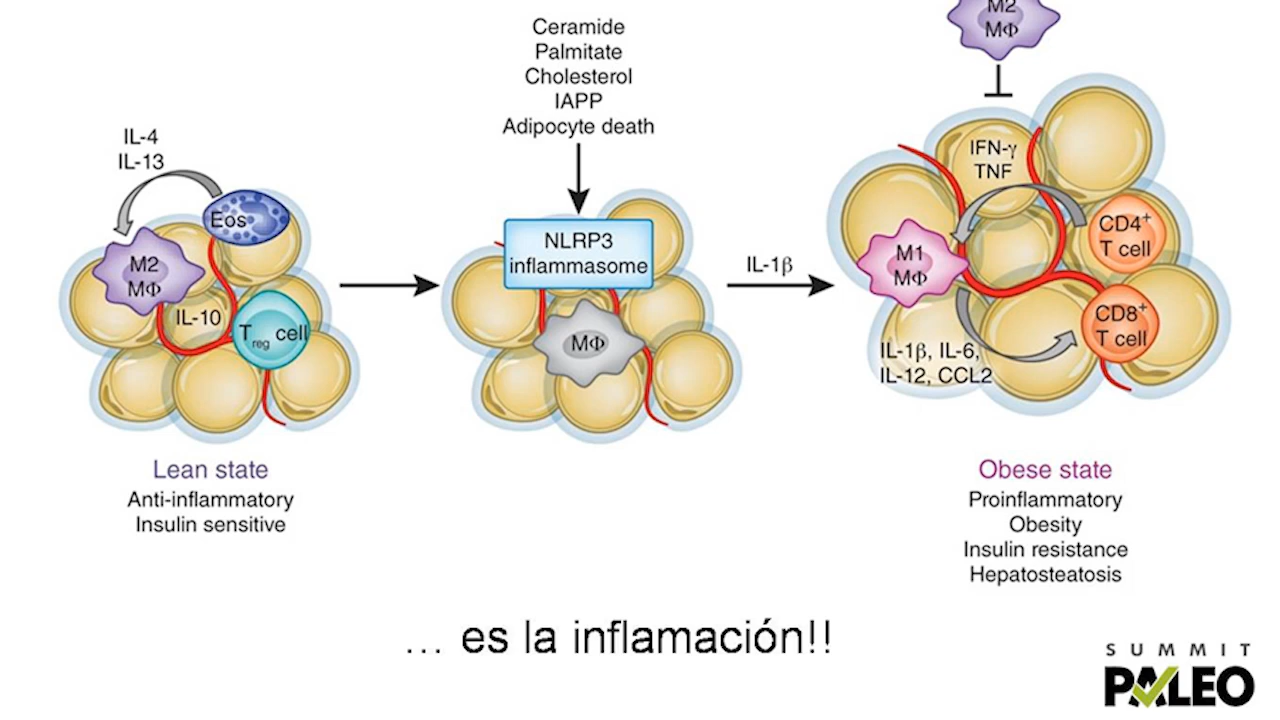 Ceramide
Palmitate
Cholesterol
IAPP
Adipocyte death
M2
MΦ
IL-4
IL-13
Eos
M2
MΦ
IL-10
Treg cell
NLRP3
inflammasome
MΦ
IL-1β
IFN-γ
TNF
CD4+
T cell
M1
MΦ
CD8+
T cell
IL-1β, IL-6,
IL-12, CCL2
Lean state
Anti-inflammatory
Insulin sensitive
Obese state
Proinflammatory
Obesity
Insulin resistance
Hepatosteatosis
... es la inflamación!!
SUMMIT
PALEO